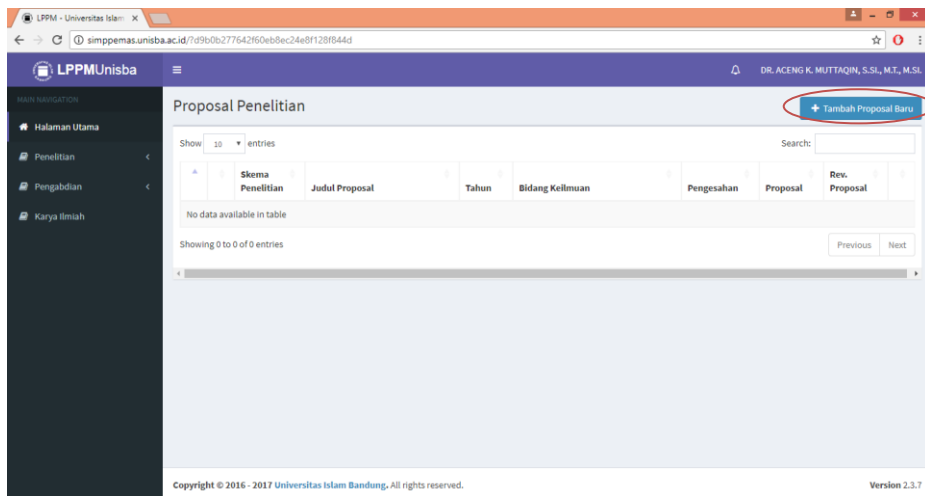 LPPM - Universitas Islam
simppemas.unisba.ac.id/?d9b0b277642f60eb8ec24e8f128f844d
LPPMUnisba
DR. ACENG K. MUTTAQIN, S.SI., M.T., M.SI.
MAIN NAVIGATION
Halaman Utama
Penelitian
Pengabdian
Karya Ilmiah
Proposal Penelitian
+ Tambah Proposal Baru
Show 10 entries
Search:
Skema Penelitian
Judul Proposal
Tahun
Bidang Keilmuan
Pengesahan
Proposal
Rev. Proposal
No data available in table
Showing 0 to 0 of 0 entries
Previous
Next
Copyright © 2016 - 2017 Universitas Islam Bandung. All rights reserved.
Version 2.3.7